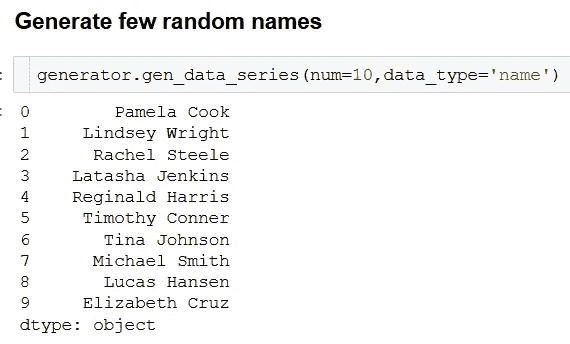 Generate few random names
: generator.gen_data_series(num=10,data_type='name')
: 0 Pamela Cook
1 Lindsey Wright
2 Rachel Steele
3 Latasha Jenkins
4 Reginald Harris
5 Timothy Conner
6 Tina Johnson
7 Michael Smith
8 Lucas Hansen
9 Elizabeth Cruz
dtype: object